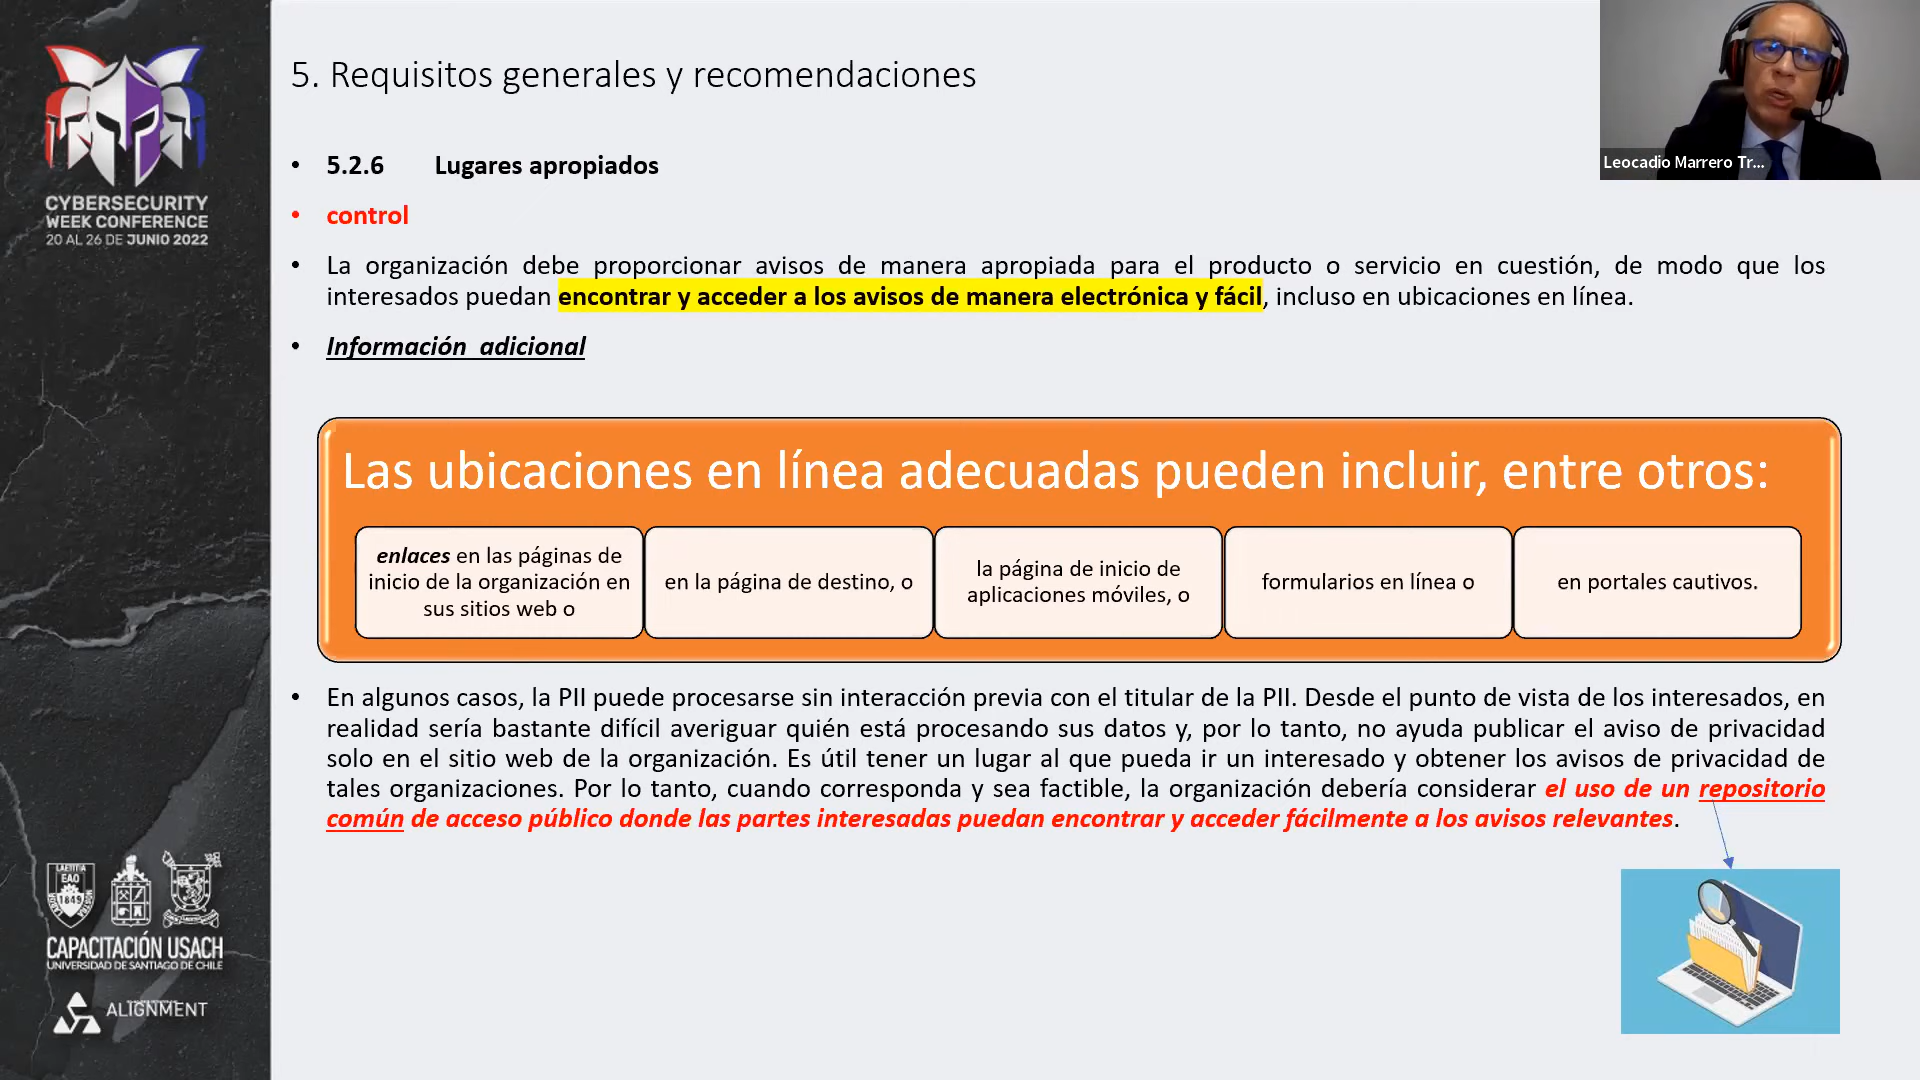 CYBERSECURITY
WEEK CONFERENCE
20 AL 26 DE JUNIO 2022
5. Requisitos generales y recomendaciones
Leocadio Marrero Tr...
• 5.2.6 Lugares apropiados
• control
• La organización debe proporcionar avisos de manera apropiada para el producto o servicio en cuestión, de modo que los
interesados puedan encontrar y acceder a los avisos de manera electrónica y fácil, incluso en ubicaciones en línea.
• Información adicional
Las ubicaciones en línea adecuadas pueden incluir, entre otros:
enlaces en las páginas de
inicio de la organización en
sus sitios web o
en la página de destino, o
la página de inicio de
aplicaciones móviles, o
formularios en línea o
en portales cautivos.
• En algunos casos, la PII puede procesarse sin interacción previa con el titular de la PII. Desde el punto de vista de los interesados, en
realidad sería bastante difícil averiguar quién está procesando sus datos y, por lo tanto, no ayuda publicar el aviso de privacidad
solo en el sitio web de la organización. Es útil tener un lugar al que pueda ir un interesado y obtener los avisos de privacidad de
tales organizaciones. Por lo tanto, cuando corresponda y sea factible, la organización debería considerar el uso de un repositorio
común de acceso público donde las partes interesadas puedan encontrar y acceder fácilmente a los avisos relevantes.
EAO
1849
CAPACITACIÓN USACH
UNIVERSIDAD DE SANTIAGO DE CHILE
ALIGNMENT